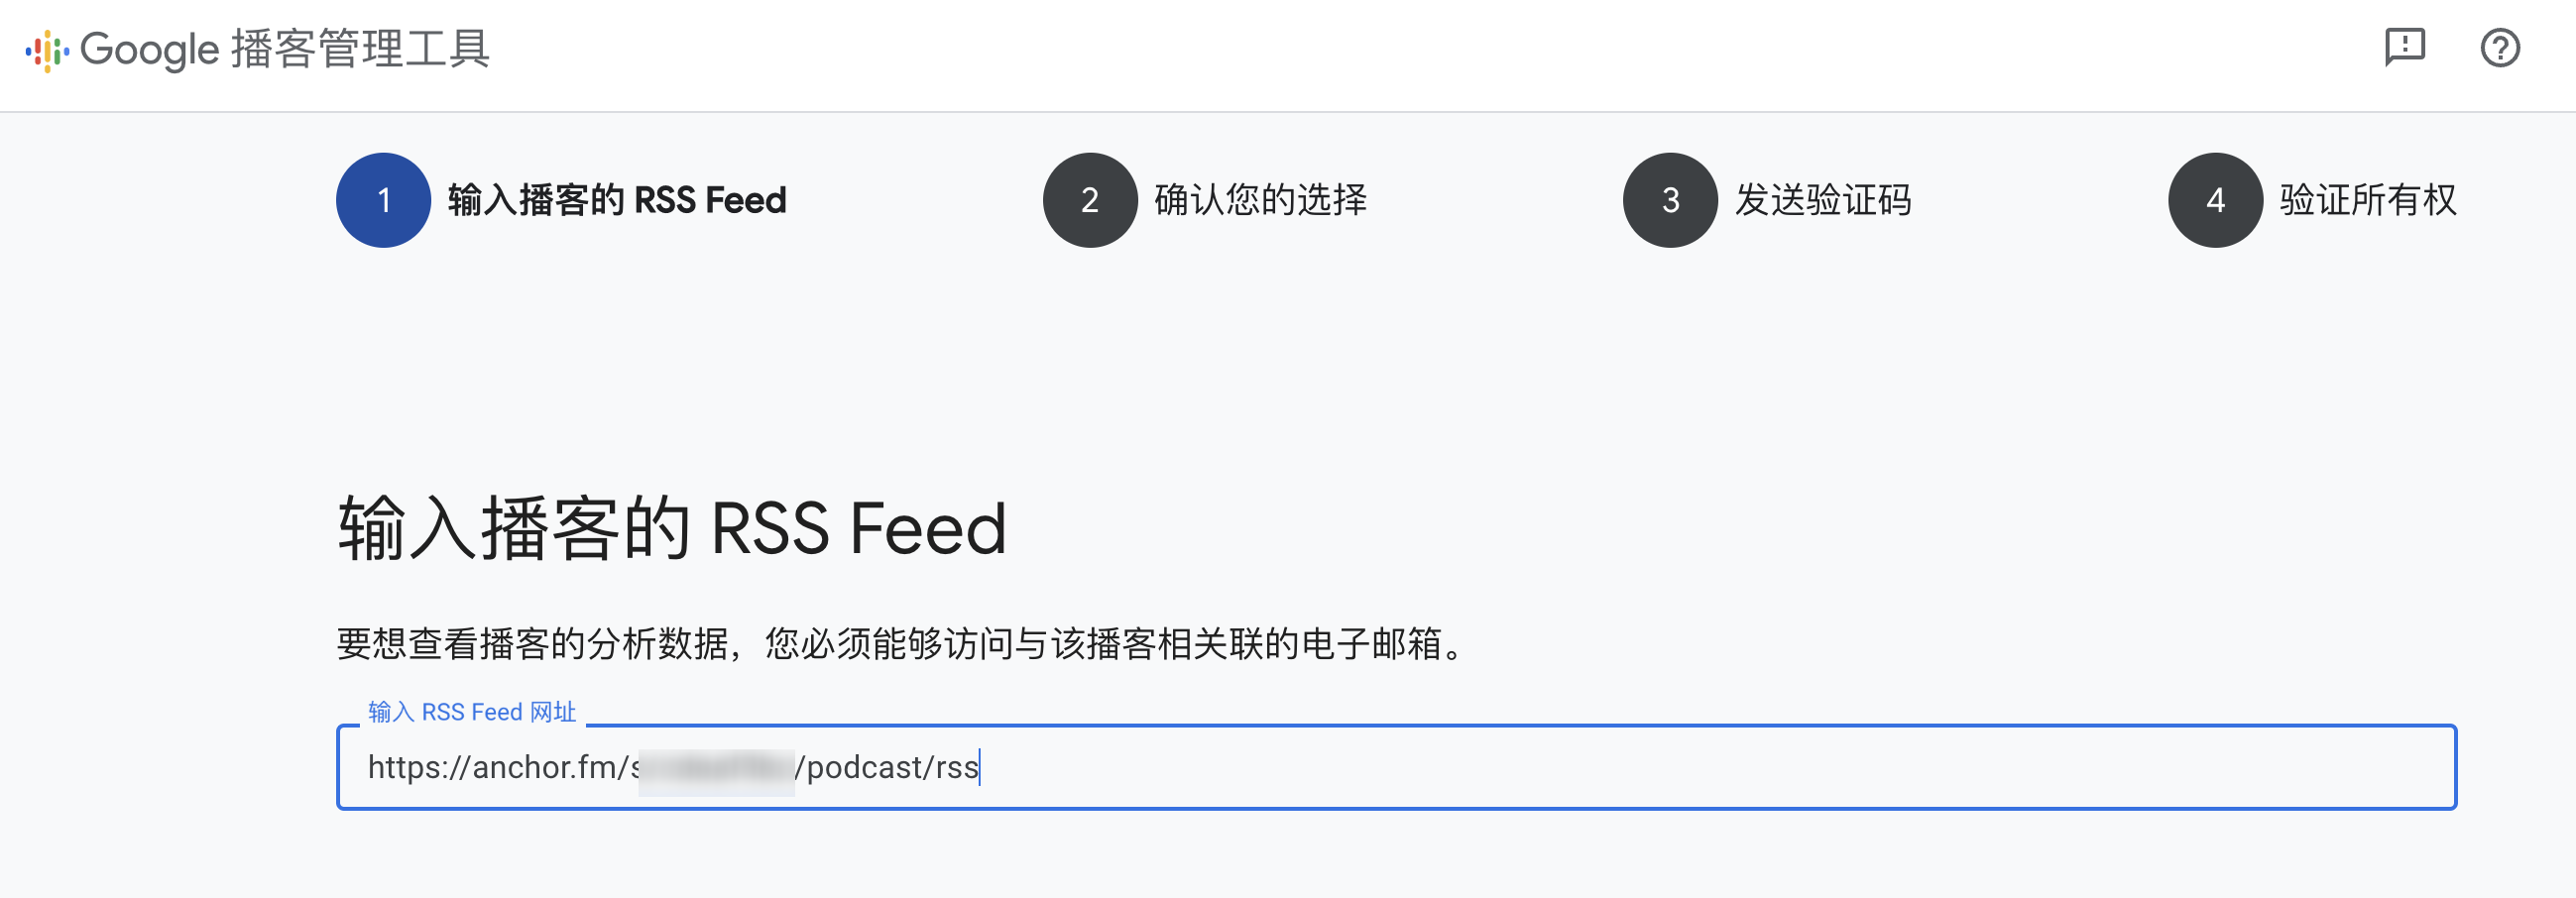 Google 播客管理工具
1 输入播客的 RSS Feed
2 确认您的选择
3 发送验证码
4 验证所有权
输入播客的 RSS Feed
要想查看播客的分析数据，您必须能够访问与该播客相关联的电子邮箱。
输入 RSS Feed 网址
https://anchor.fm/s /podcast/rss